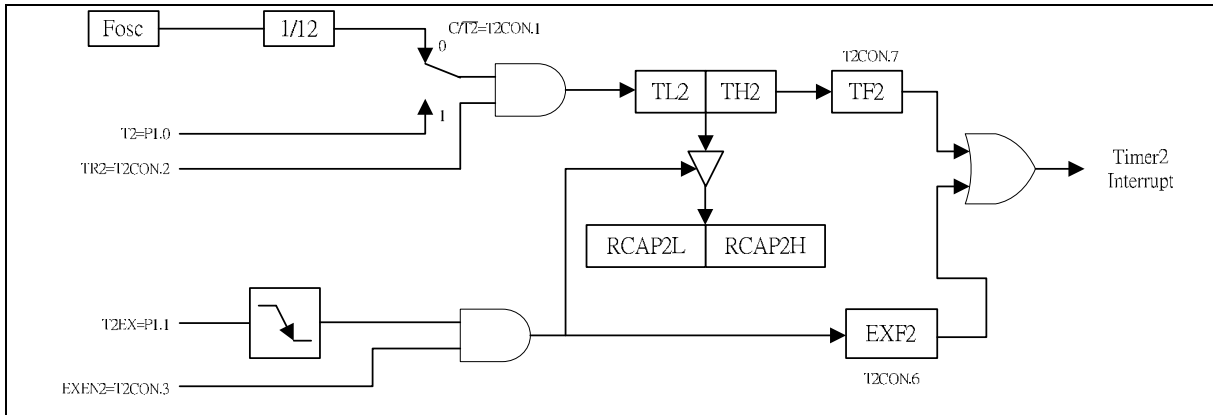 Fosc
1/12
C/T2=T2CON.1
0
1
T2=P1.0
TR2=T2CON.2
TL2
TH2
T2CON.7
TF2
Timer2
Interrupt
RCAP2L
RCAP2H
T2EX=P1.1
EXEN2=T2CON.3
EXF2
T2CON.6